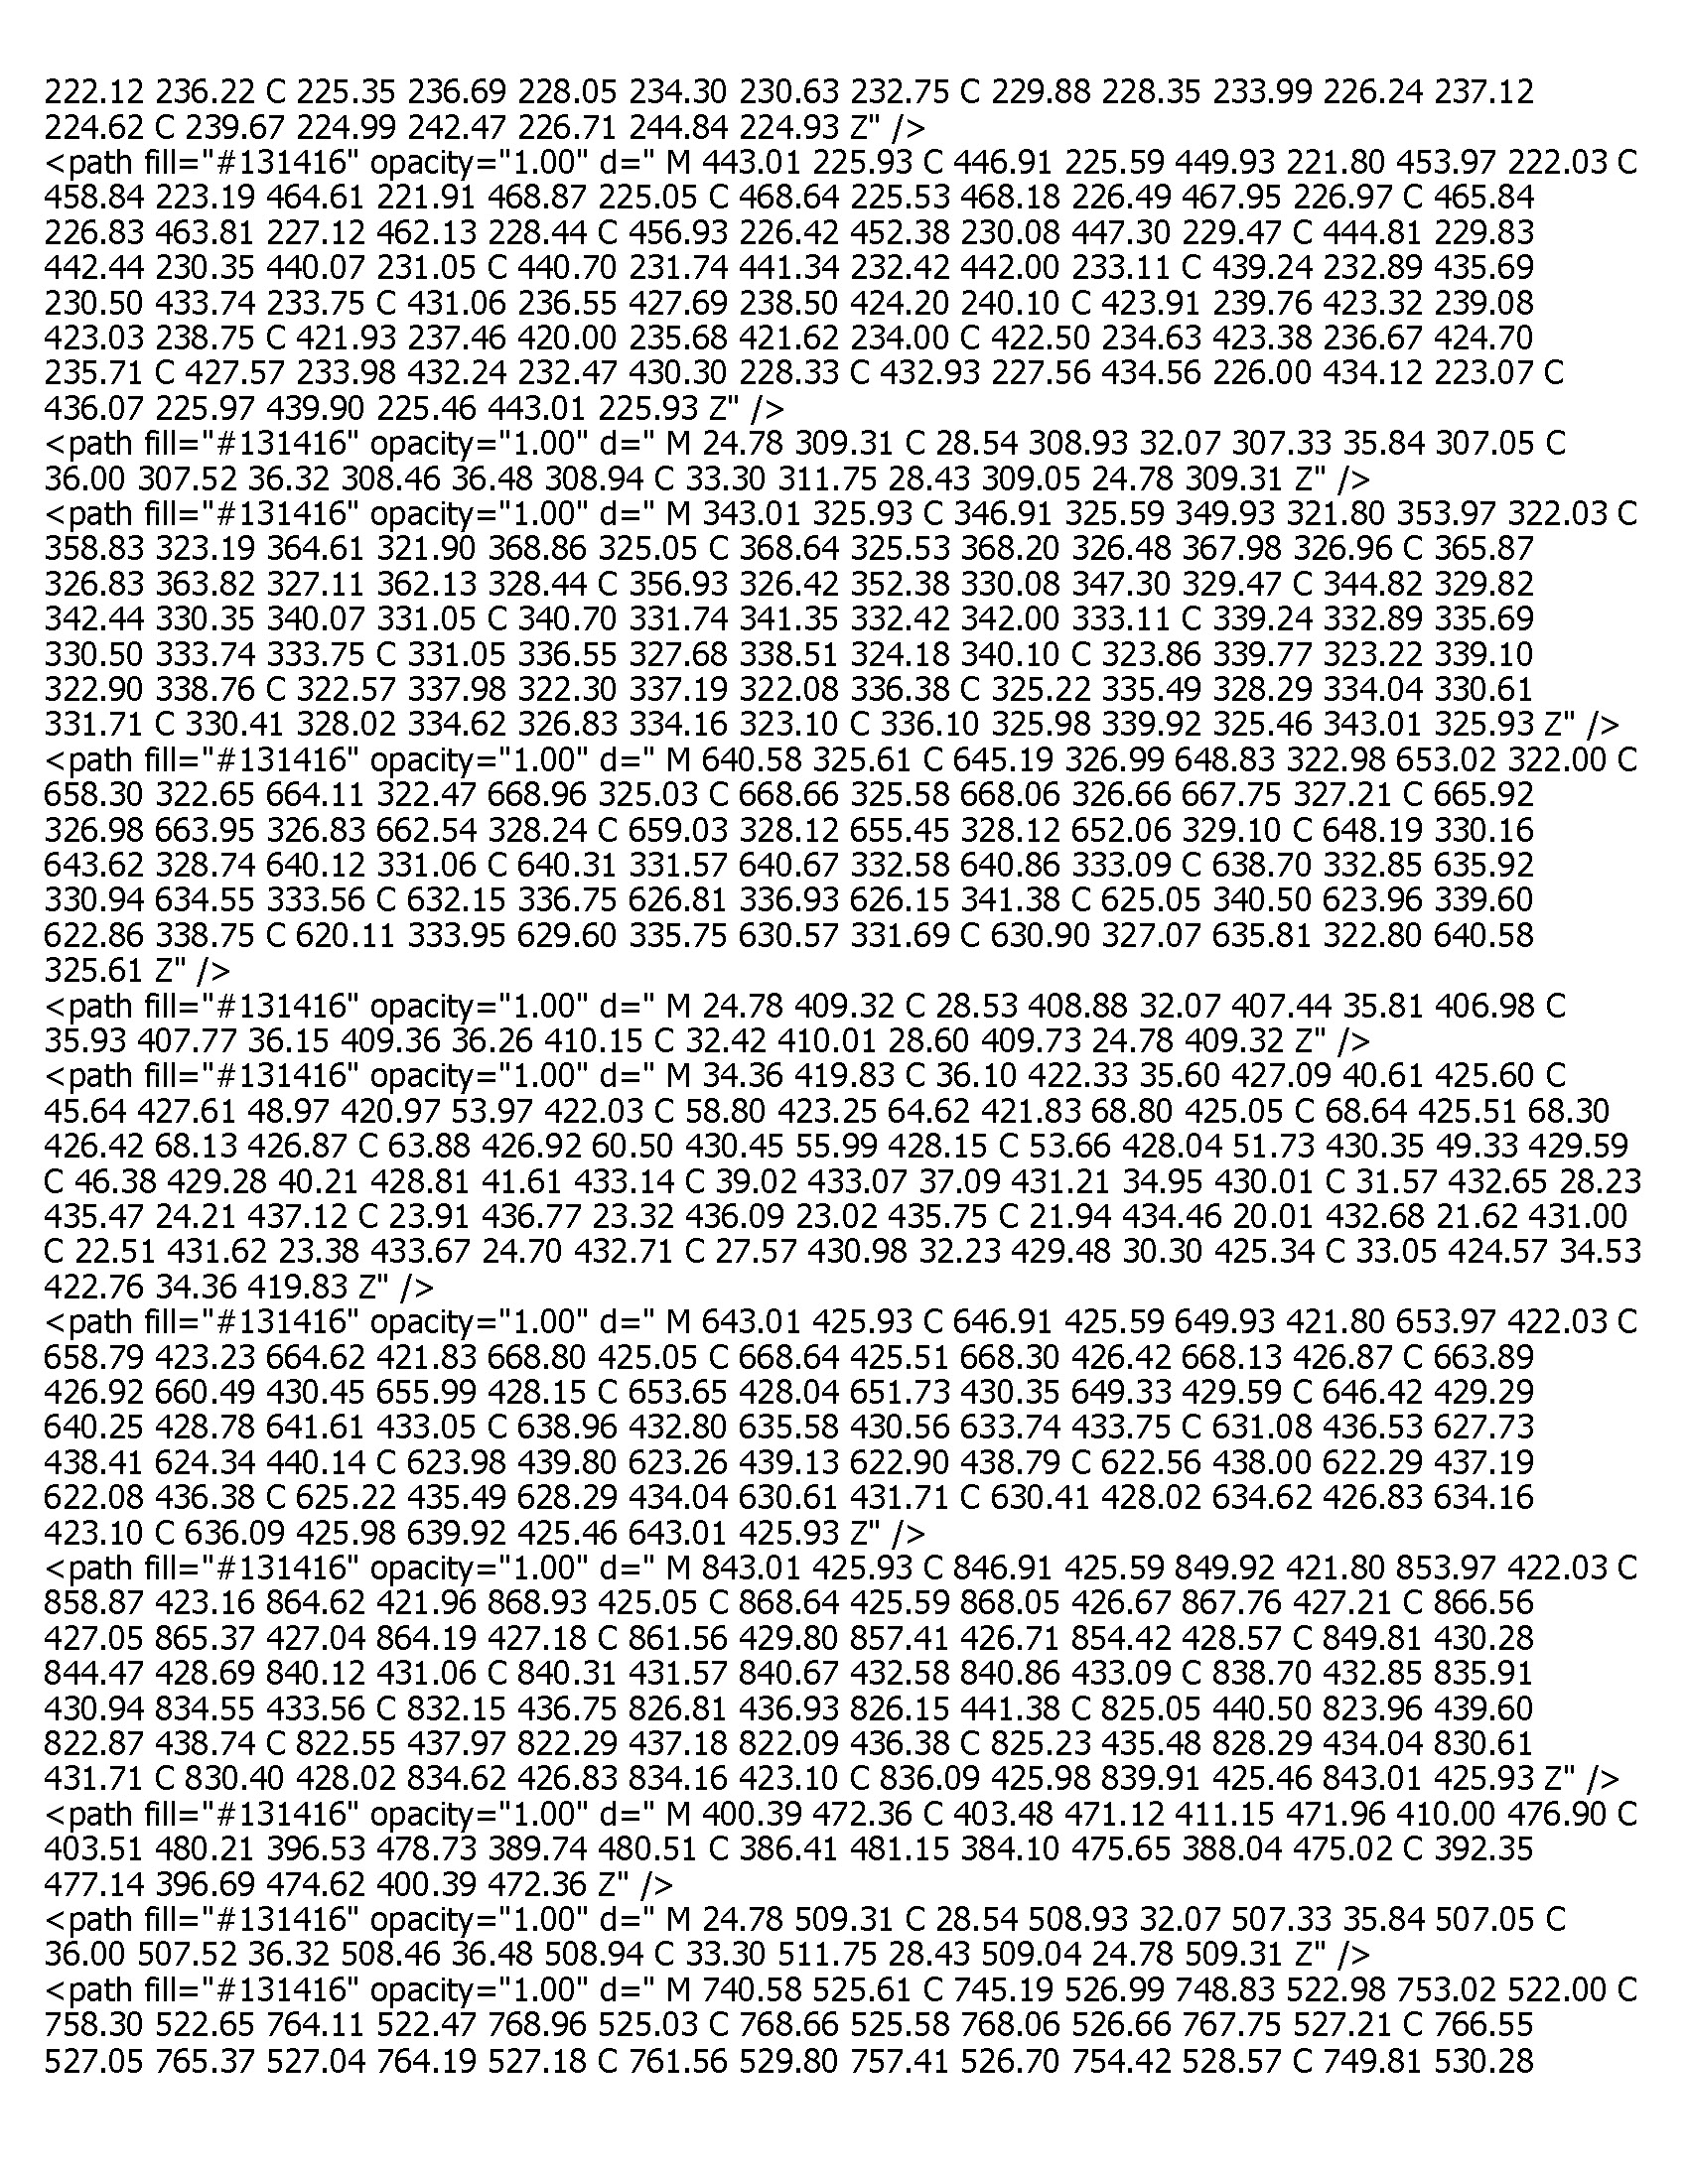 222.12 236.22 C 225.35 236.69 228.05 234.30 230.63 232.75 C 229.88 228.35 233.99 226.24 237.12
224.62 C 239.67 224.99 242.47 226.71 244.84 224.93 Z" />
<path fill="#131416" opacity="1.00" d=" M 443.01 225.93 C 446.91 225.59 449.93 221.80 453.97 222.03 C
458.84 223.19 464.61 221.91 468.87 225.05 C 468.64 225.53 468.18 226.49 467.95 226.97 C 465.84
226.83 463.81 227.12 462.13 228.44 C 456.93 226.42 452.38 230.08 447.30 229.47 C 444.81 229.83
442.44 230.35 440.07 231.05 C 440.70 231.74 441.34 232.42 442.00 233.11 C 439.24 232.89 435.69
230.50 433.74 233.75 C 431.06 236.55 427.69 238.50 424.20 240.10 C 423.91 239.76 423.32 239.08
423.03 238.75 C 421.93 237.46 420.00 235.68 421.62 234.00 C 422.50 234.63 423.38 236.67 424.70
235.71 C 427.57 233.98 432.24 232.47 430.30 228.33 C 432.93 227.56 434.56 226.00 434.12 223.07 C
436.07 225.97 439.90 225.46 443.01 225.93 Z" />
<path fill="#131416" opacity="1.00" d=" M 24.78 309.31 C 28.54 308.93 32.07 307.33 35.84 307.05 C
36.00 307.52 36.32 308.46 36.48 308.94 C 33.30 311.75 28.43 309.05 24.78 309.31 Z" />
<path fill="#131416" opacity="1.00" d=" M 343.01 325.93 C 346.91 325.59 349.93 321.80 353.97 322.03 C
358.83 323.19 364.61 321.90 368.86 325.05 C 368.64 325.53 368.20 326.48 367.98 326.96 C 365.87
326.83 363.82 327.11 362.13 328.44 C 356.93 326.42 352.38 330.08 347.30 329.47 C 344.82 329.82
342.44 330.35 340.07 331.05 C 340.70 331.74 341.35 332.42 342.00 333.11 C 339.24 332.89 335.69
330.50 333.74 333.75 C 331.05 336.55 327.68 338.51 324.18 340.10 C 323.86 339.77 323.22 339.10
322.90 338.76 C 322.57 337.98 322.30 337.19 322.08 336.38 C 325.22 335.49 328.29 334.04 330.61
331.71 C 330.41 328.02 334.62 326.83 334.16 323.10 C 336.10 325.98 339.92 325.46 343.01 325.93 Z" />
<path fill="#131416" opacity="1.00" d=" M 640.58 325.61 C 645.19 326.99 648.83 322.98 653.02 322.00 C
658.30 322.65 664.11 322.47 668.96 325.03 C 668.66 325.58 668.06 326.66 667.75 327.21 C 665.92
326.98 663.95 326.83 662.54 328.24 C 659.03 328.12 655.45 328.12 652.06 329.10 C 648.19 330.16
643.62 328.74 640.12 331.06 C 640.31 331.57 640.67 332.58 640.86 333.09 C 638.70 332.85 635.92
330.94 634.55 333.56 C 632.15 336.75 626.81 336.93 626.15 341.38 C 625.05 340.50 623.96 339.60
622.86 338.75 C 620.11 333.95 629.60 335.75 630.57 331.69 C 630.90 327.07 635.81 322.80 640.58
325.61 Z" />
<path fill="#131416" opacity="1.00" d=" M 24.78 409.32 C 28.53 408.88 32.07 407.44 35.81 406.98 C
35.93 407.77 36.15 409.36 36.26 410.15 C 32.42 410.01 28.60 409.73 24.78 409.32 Z" />
<path fill="#131416" opacity="1.00" d=" M 34.36 419.83 C 36.10 422.33 35.60 427.09 40.61 425.60 C
45.64 427.61 48.97 420.97 53.97 422.03 C 58.80 423.25 64.62 421.83 68.80 425.05 C 68.64 425.51 68.30
426.42 68.13 426.87 C 63.88 426.92 60.50 430.45 55.99 428.15 C 53.66 428.04 51.73 430.35 49.33 429.59
C 46.38 429.28 40.21 428.81 41.61 433.14 C 39.02 433.07 37.09 431.21 34.95 430.01 C 31.57 432.65 28.23
435.47 24.21 437.12 C 23.91 436.77 23.32 436.09 23.02 435.75 C 21.94 434.46 20.01 432.68 21.62 431.00
C 22.51 431.62 23.38 433.67 24.70 432.71 C 27.57 430.98 32.23 429.48 30.30 425.34 C 33.05 424.57 34.53
422.76 34.36 419.83 Z" />
<path fill="#131416" opacity="1.00" d=" M 643.01 425.93 C 646.91 425.59 649.93 421.80 653.97 422.03 C
658.79 423.23 664.62 421.83 668.80 425.05 C 668.64 425.51 668.30 426.42 668.13 426.87 C 663.89
426.92 660.49 430.45 655.99 428.15 C 653.65 428.04 651.73 430.35 649.33 429.59 C 646.42 429.29
640.25 428.78 641.61 433.05 C 638.96 432.80 635.58 430.56 633.74 433.75 C 631.08 436.53 627.73
438.41 624.34 440.14 C 623.98 439.80 623.26 439.13 622.90 438.79 C 622.56 438.00 622.29 437.19
622.08 436.38 C 625.22 435.49 628.29 434.04 630.61 431.71 C 630.41 428.02 634.62 426.83 634.16
423.10 C 636.09 425.98 639.92 425.46 643.01 425.93 Z" />
<path fill="#131416" opacity="1.00" d=" M 843.01 425.93 C 846.91 425.59 849.92 421.80 853.97 422.03 C
858.87 423.16 864.62 421.96 868.93 425.05 C 868.64 425.59 868.05 426.67 867.76 427.21 C 866.56
427.05 865.37 427.04 864.19 427.18 C 861.56 429.80 857.41 426.71 854.42 428.57 C 849.81 430.28
844.47 428.69 840.12 431.06 C 840.31 431.57 840.67 432.58 840.86 433.09 C 838.70 432.85 835.91
430.94 834.55 433.56 C 832.15 436.75 826.81 436.93 826.15 441.38 C 825.05 440.50 823.96 439.60
822.87 438.74 C 822.55 437.97 822.29 437.18 822.09 436.38 C 825.23 435.48 828.29 434.04 830.61
431.71 C 830.40 428.02 834.62 426.83 834.16 423.10 C 836.09 425.98 839.91 425.46 843.01 425.93 Z" />
<path fill="#131416" opacity="1.00" d=" M 400.39 472.36 C 403.48 471.12 411.15 471.96 410.00 476.90 C
403.51 480.21 396.53 478.73 389.74 480.51 C 386.41 481.15 384.10 475.65 388.04 475.02 C 392.35
477.14 396.69 474.62 400.39 472.36 Z" />
<path fill="#131416" opacity="1.00" d=" M 24.78 509.31 C 28.54 508.93 32.07 507.33 35.84 507.05 C
36.00 507.52 36.32 508.46 36.48 508.94 C 33.30 511.75 28.43 509.04 24.78 509.31 Z" />
<path fill="#131416" opacity="1.00" d=" M 740.58 525.61 C 745.19 526.99 748.83 522.98 753.02 522.00 C
758.30 522.65 764.11 522.47 768.96 525.03 C 768.66 525.58 768.06 526.66 767.75 527.21 C 766.55
527.05 765.37 527.04 764.19 527.18 C 761.56 529.80 757.41 526.70 754.42 528.57 C 749.81 530.28